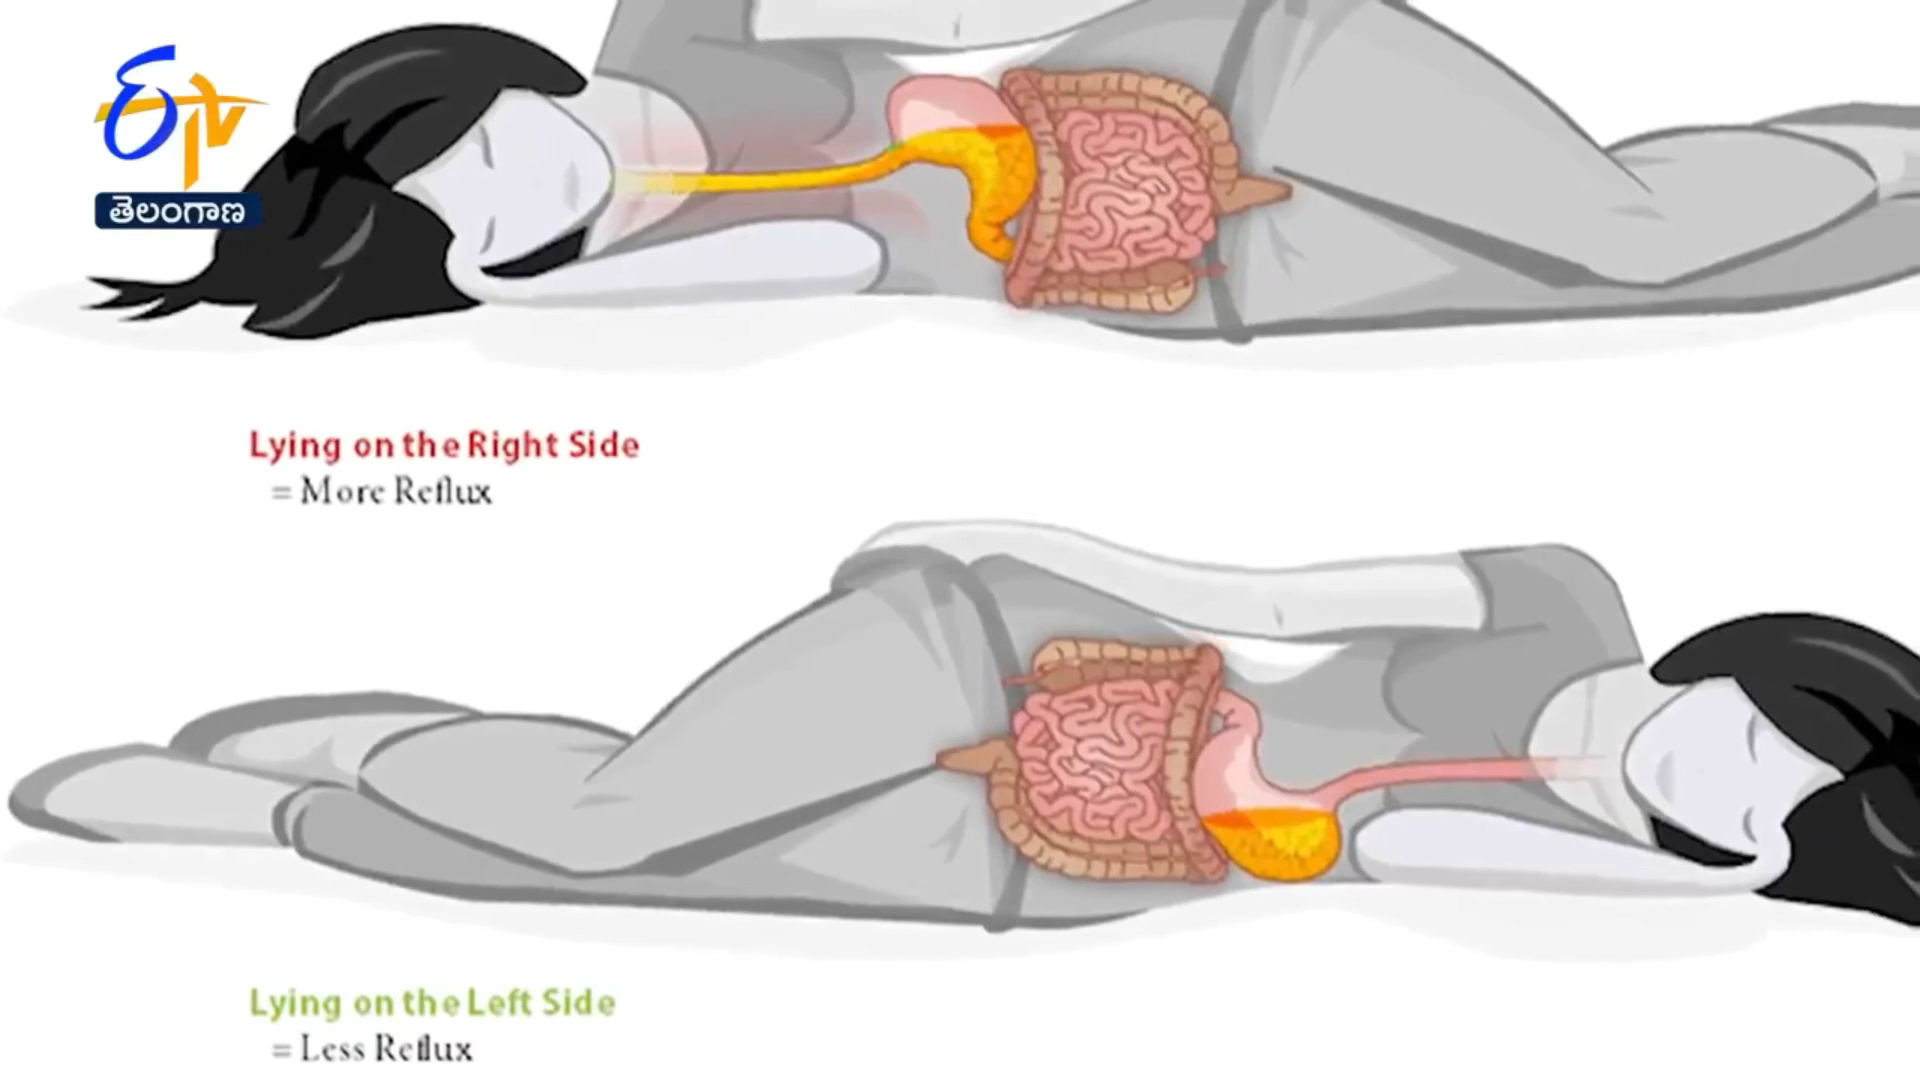 ETV
తెలంగాణ
Lying on the Right Side
= More Reflux
Lying on the Left Side
= Less Reflux